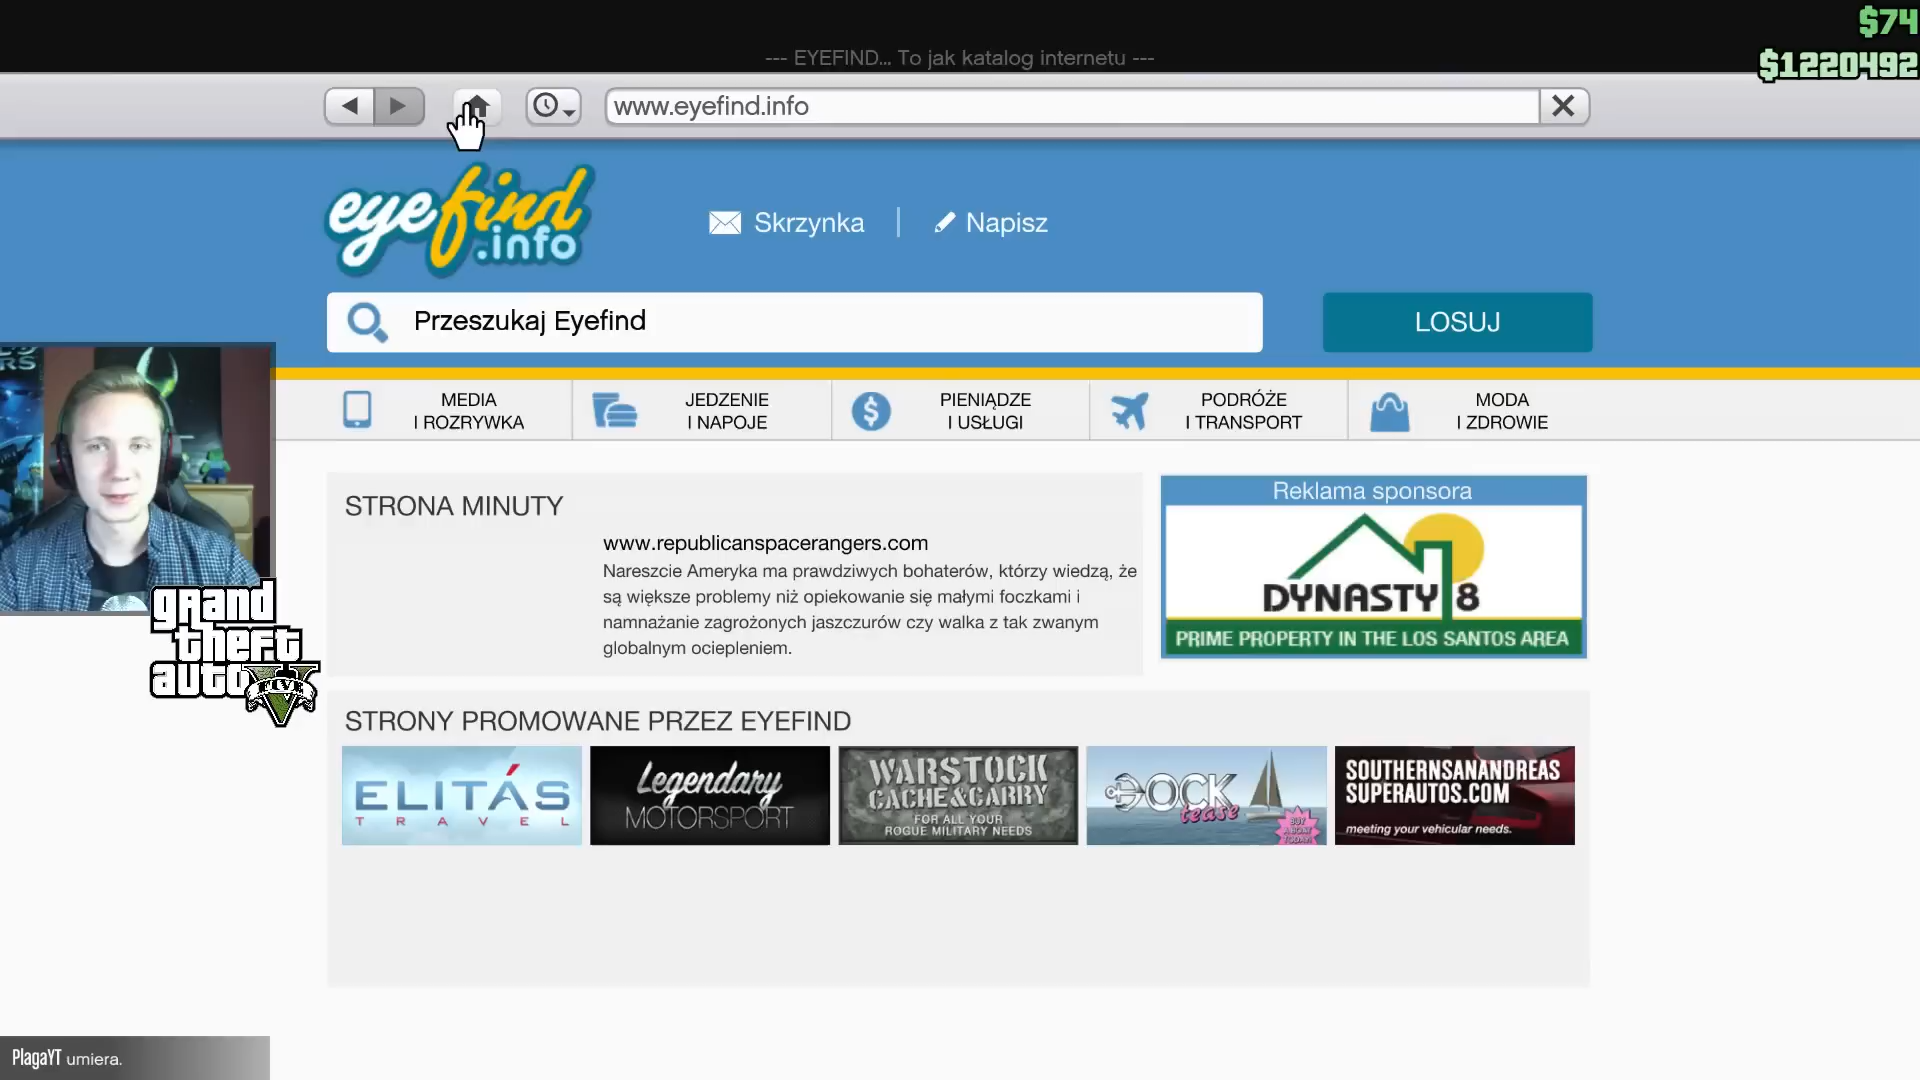 $74
--- EYEFIND... To jak katalog internetu ---
$1220492
www.eyefind.info
eyefind
.info
Skrzynka
Napisz
Przeszukaj Eyefind
LOSUJ
RS
MEDIA
I ROZRYWKA
JEDZENIE
I NAPOJE
PIENIĄDZE
I USŁUGI
PODRÓŻE
I TRANSPORT
MODA
I ZDROWIE
STRONA MINUTY
www.republicanspacerangers.com
Nareszcie Ameryka ma prawdziwych bohaterów, którzy wiedzą, że
są większe problemy niż opiekowanie się małymi foczkami i
namnażanie zagrożonych jaszczurów czy walka z tak zwanym
globalnym ociepleniem.
Reklama sponsora
DYNASTY 8
PRIME PROPERTY IN THE LOS SANTOS AREA
grand
theft
auto V
FIVE
STRONY PROMOWANE PRZEZ EYEFIND
ELITÁS
TRAVEL
Legendary
MOTORSPORT
WARSTOCK
CACHE&CARRY
FOR ALL YOUR
ROGUE MILITARY NEEDS
DOCK
tease
BUY
A BOAT
TODAY!
SOUTHERNSANANDREAS
SUPERAUTOS.COM
meeting your vehicular needs.
PlagaYT umiera.